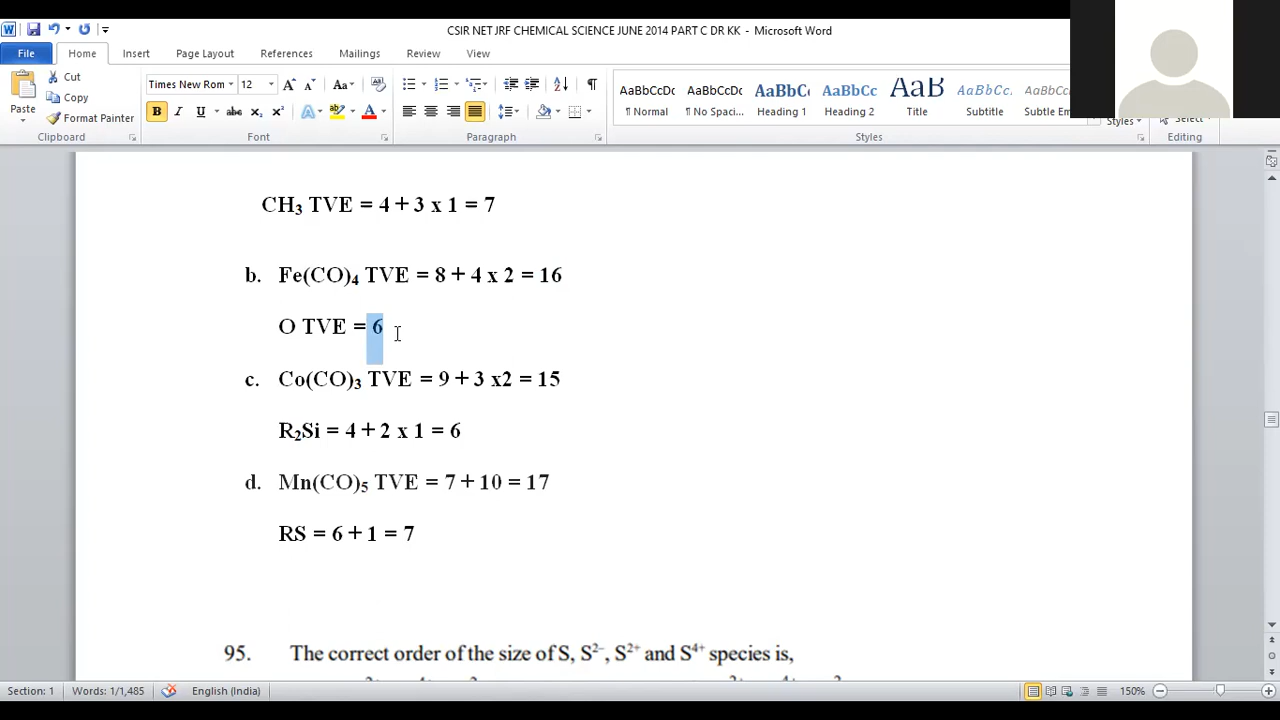 CSIR NET JRF CHEMICAL SCIENCE JUNE 2014 PART C DR KK - Microsoft Word
File Home Insert Page Layout References Mailings Review View
Paste Cut Copy Format Painter Clipboard
Times New Rom 12 Font
Paragraph
AaBbCcDc ¶ Normal AaBbCcDc ¶ No Spaci... AaBbCc Heading 1 AaBbCc Heading 2 AaB Title AaBbCcI Subtitle AaBbCcD Subtle Em Styles
Styles Editing
CH₃ TVE = 4 + 3 x 1 = 7
b. Fe(CO)₄ TVE = 8 + 4 x 2 = 16
O TVE = 6
c. Co(CO)₃ TVE = 9 + 3 x2 = 15
R₂Si = 4 + 2 x 1 = 6
d. Mn(CO)₅ TVE = 7 + 10 = 17
RS = 6 + 1 = 7
95. The correct order of the size of S, S²⁻, S²⁺ and S⁴⁺ species is,
Section: 1 Words: 1/1,485 English (India) 150%